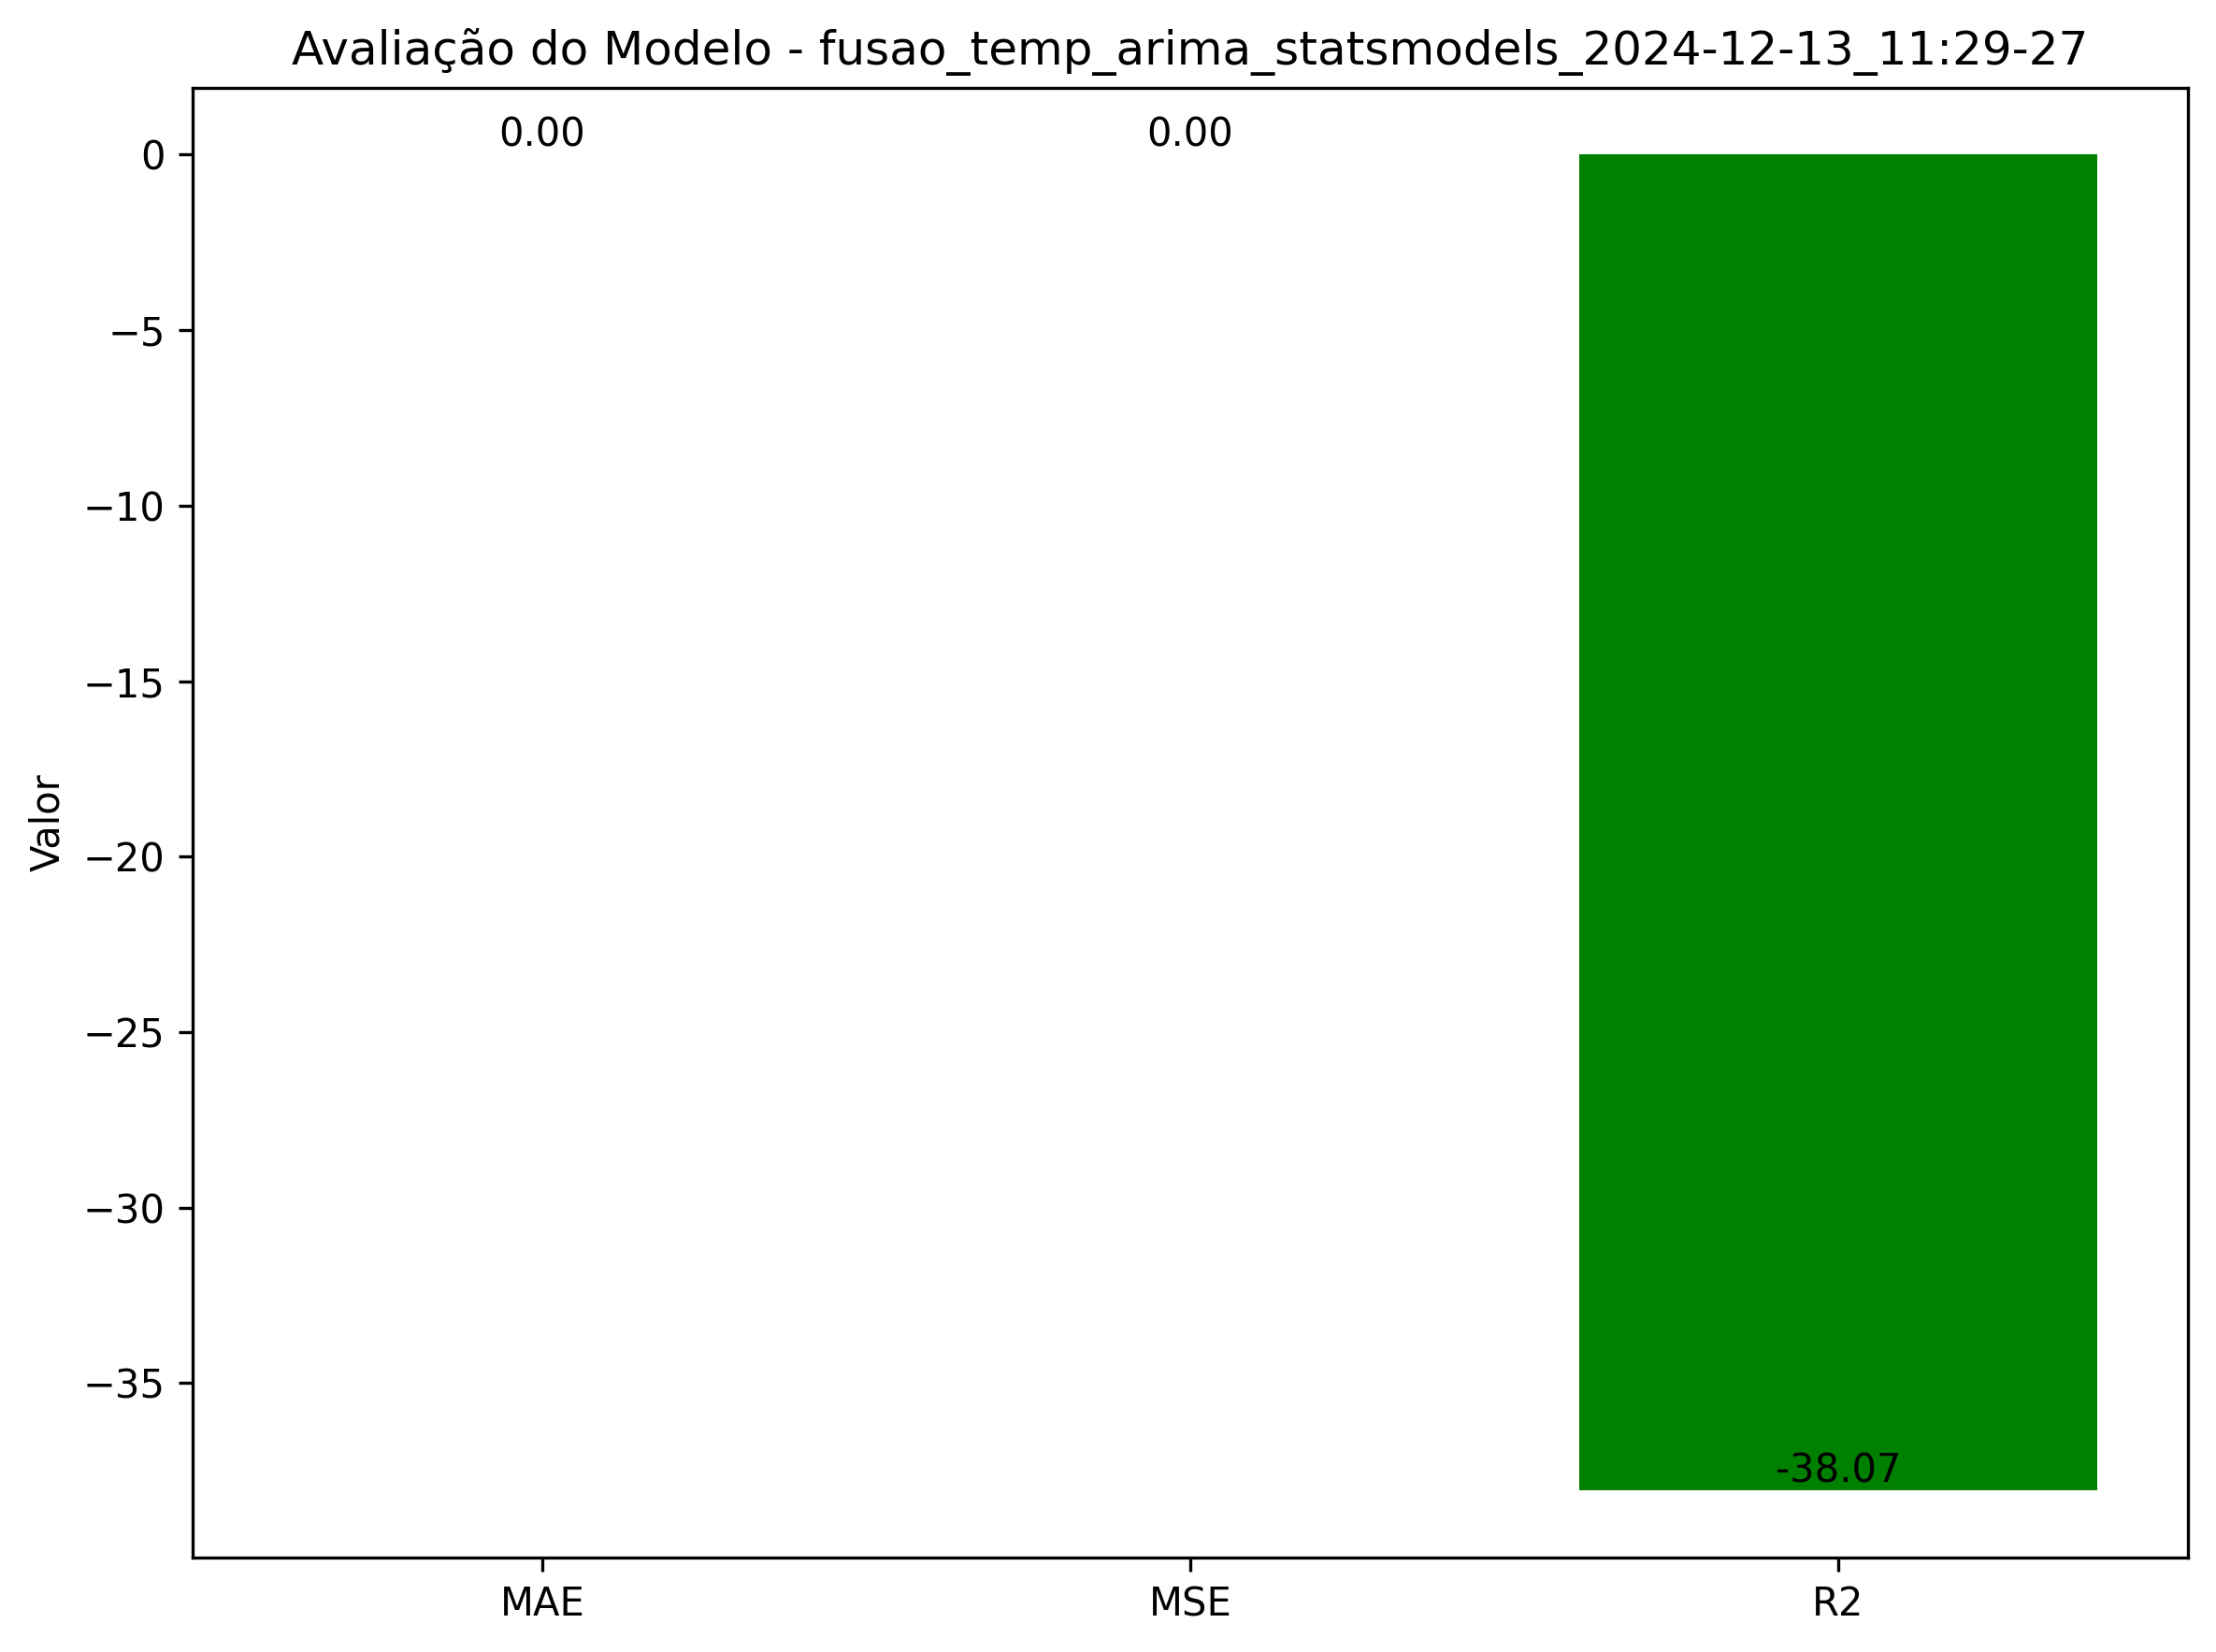 Avaliação do Modelo - fusao_temp_arima_statsmodels_2024-12-13_11:29-27
0.00
0.00
0
−5
−10
−15
−20
−25
−30
−35
Valor
-38.07
MAE
MSE
R2